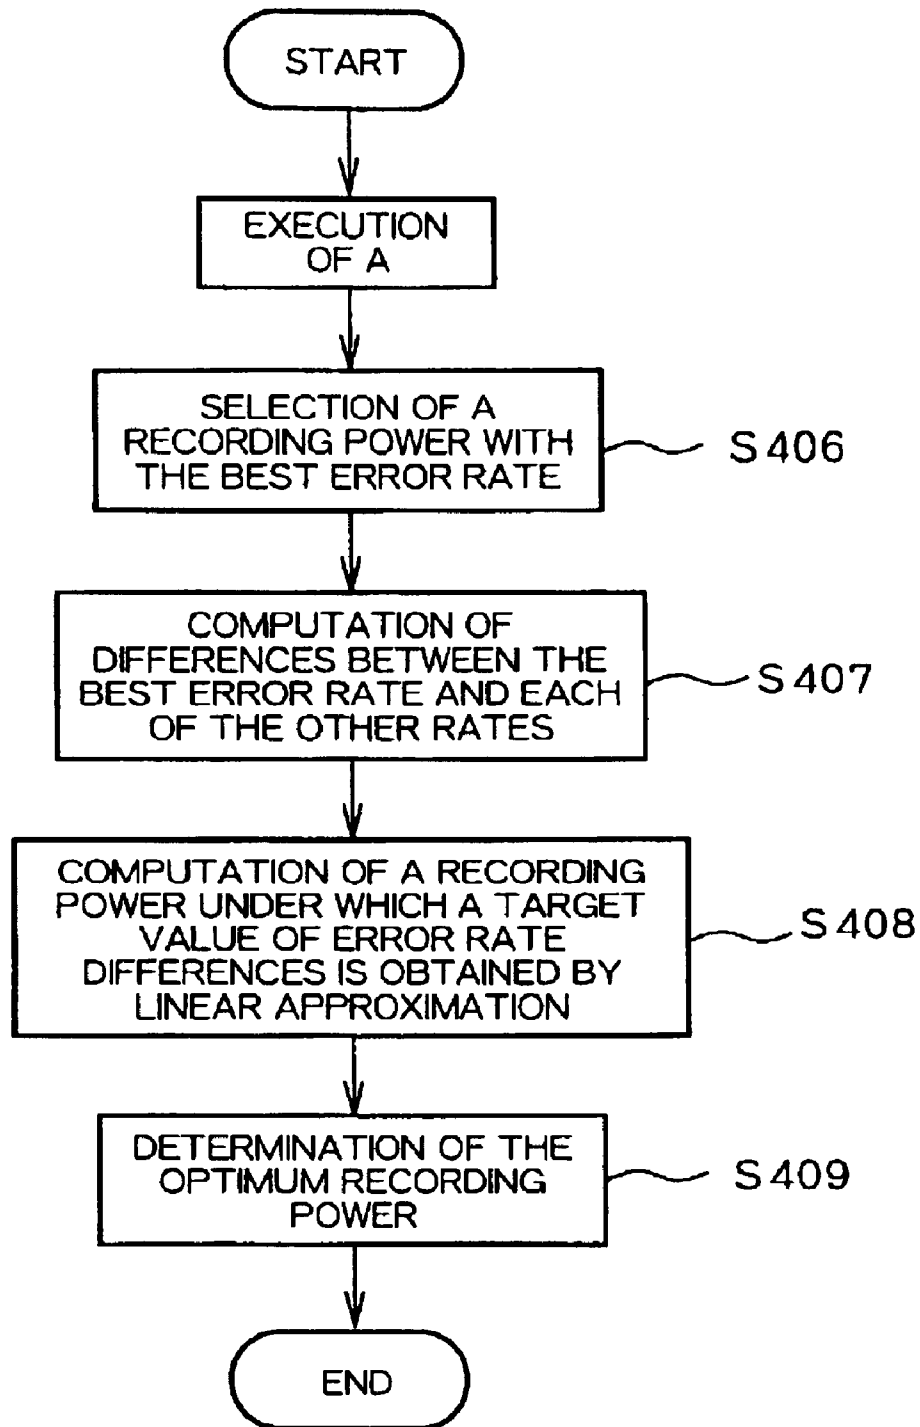 START
EXECUTION
OF A
SELECTION OF A
RECORDING POWER WITH
THE BEST ERROR RATE
S406
COMPUTATION OF
DIFFERENCES BETWEEN THE
BEST ERROR RATE AND EACH
OF THE OTHER RATES
S407
COMPUTATION OF A RECORDING
POWER UNDER WHICH A TARGET
VALUE OF ERROR RATE
DIFFERENCES IS OBTAINED BY
LINEAR APPROXIMATION
S408
DETERMINATION OF THE
OPTIMUM RECORDING
POWER
S409
END